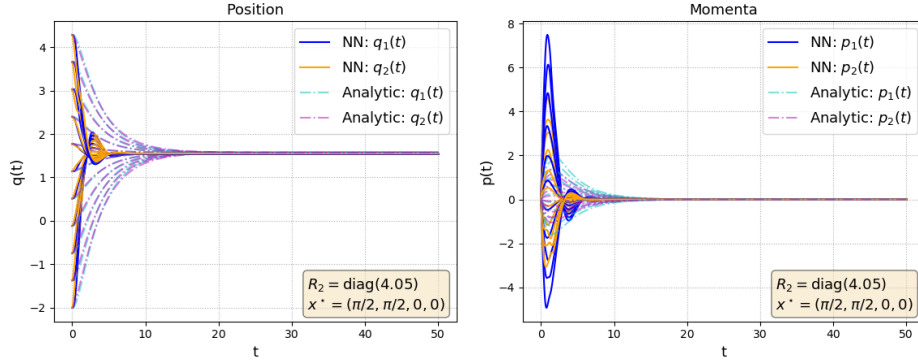 Position
4
3
2
1
0
−1
−2
q(t)
0
10
20
30
40
50
t
NN: q₁(t)
NN: q₂(t)
Analytic: q₁(t)
Analytic: q₂(t)
R₂ = diag(4.05)
x* = (π/2, π/2, 0, 0)
Momenta
8
6
4
2
0
−2
−4
p(t)
0
10
20
30
40
50
t
NN: p₁(t)
NN: p₂(t)
Analytic: p₁(t)
Analytic: p₂(t)
R₂ = diag(4.05)
x* = (π/2, π/2, 0, 0)